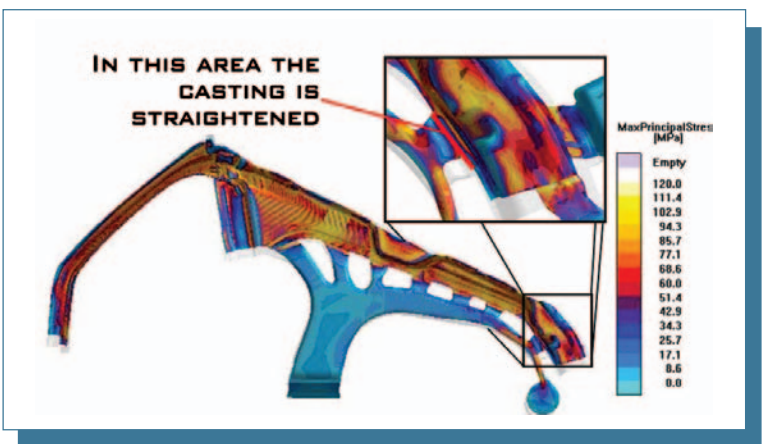 IN THIS AREA THE
CASTING IS
STRAIGHTENED
MaxPrincipalStres
[MPa]
Empty
120.0
111.4
102.9
94.3
85.7
77.1
68.6
60.0
51.4
42.9
34.3
25.7
17.1
8.6
0.0